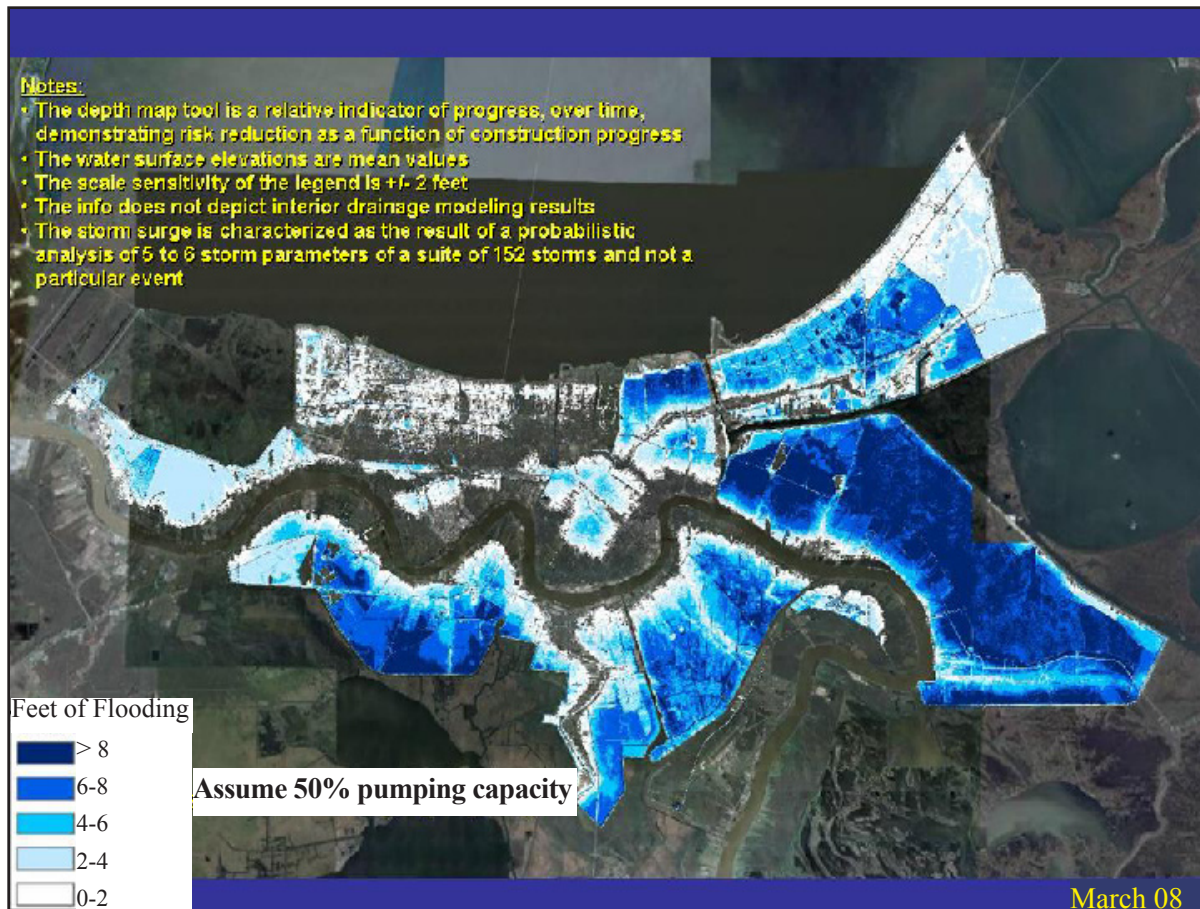 Notes:
• The depth map tool is a relative indicator of progress, over time,
demonstrating risk reduction as a function of construction progress
• The water surface elevations are mean values
• The scale sensitivity of the legend is +/- 2 feet
• The info does not depict interior drainage modeling results
• The storm surge is characterized as the result of a probabilistic
analysis of 5 to 6 storm parameters of a suite of 152 storms and not a
particular event
Feet of Flooding
> 8
6-8
4-6
2-4
0-2
Assume 50% pumping capacity
March 08